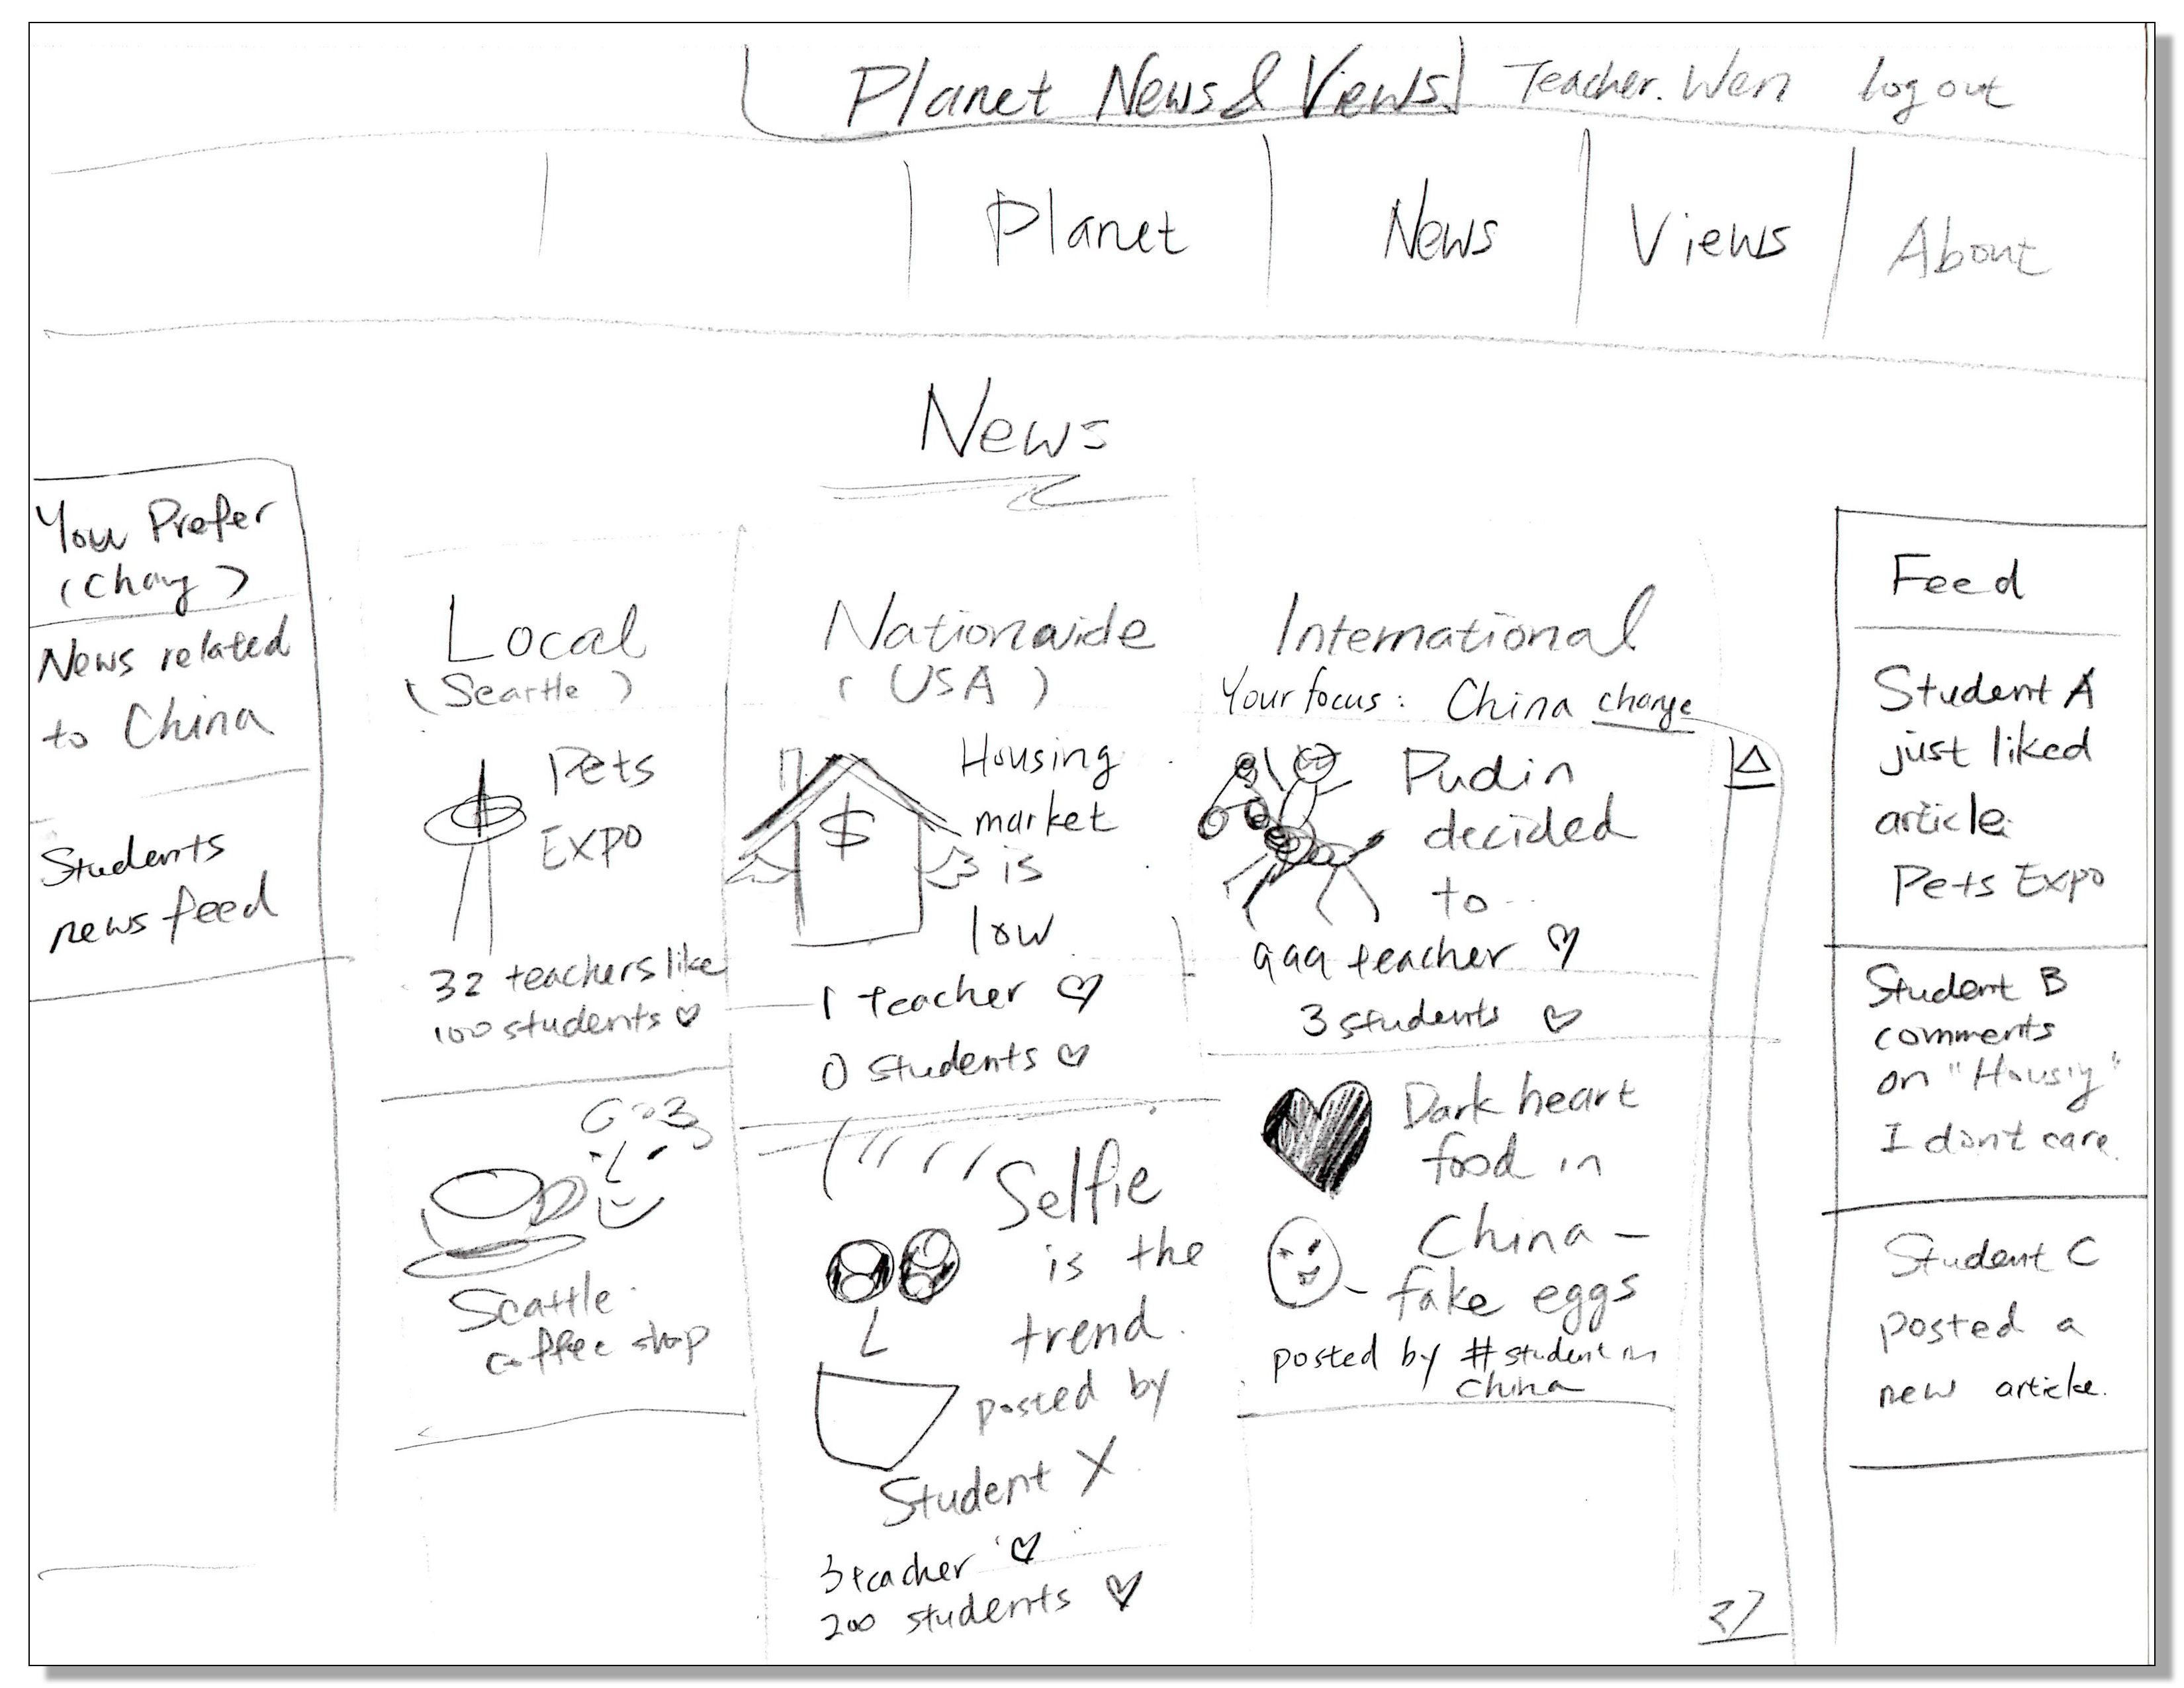 Planet News & Views
Teacher. Wen
log out
Planet
News
Views
About
News
You Prefer
(Chang)
News related
to China
Students
news feed
Local
(Seattle)
Pets
Expo
32 teachers like
100 students ♡
Seattle
coffee shop
Nationwide
(USA)
Housing
market
is
low
1 teacher ♡
0 students ♡
Selfie
is the
trend.
posted by
Student X
3 teacher ♡
200 students ♡
International
Your focus: China change
Pudin
decided
to
999 teacher ♡
3 students ♡
Dark heart
food in
China –
fake eggs
posted by #student in
China
Feed
Student A
just liked
article:
Pets Expo
Student B
comments
on "Housig"
I dont care.
Student C
posted a
new article.